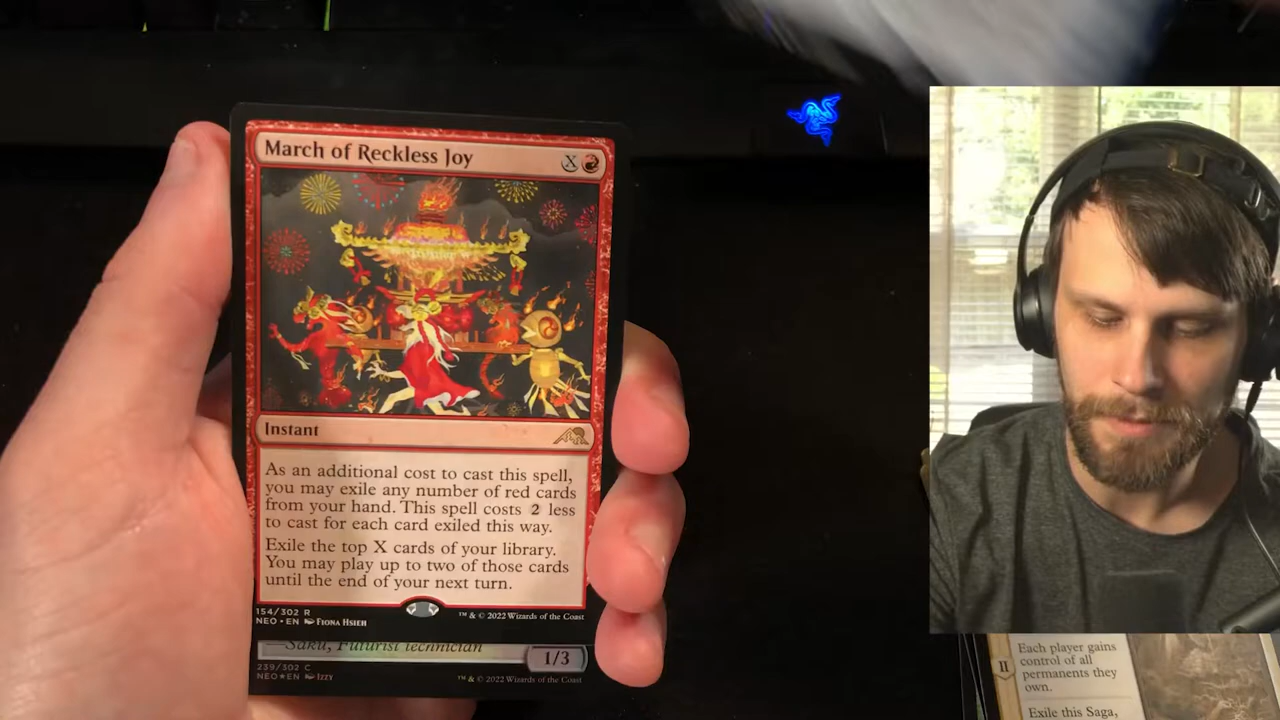 March of Reckless Joy X
Instant
As an additional cost to cast this spell,
you may exile any number of red cards
from your hand. This spell costs 2 less
to cast for each card exiled this way.
Exile the top X cards of your library.
You may play up to two of those cards
until the end of your next turn.
154/302 R
NEO • EN Fiona Hsieh
™ & © 2022 Wizards of the Coast
—Saku, Futurist technician
1/3
239/302 C
NEO★EN Izzy
™ & © 2022 Wizards of the Coast
II
Each player gains
control of all
permanents they
own.
Exile this Saga,